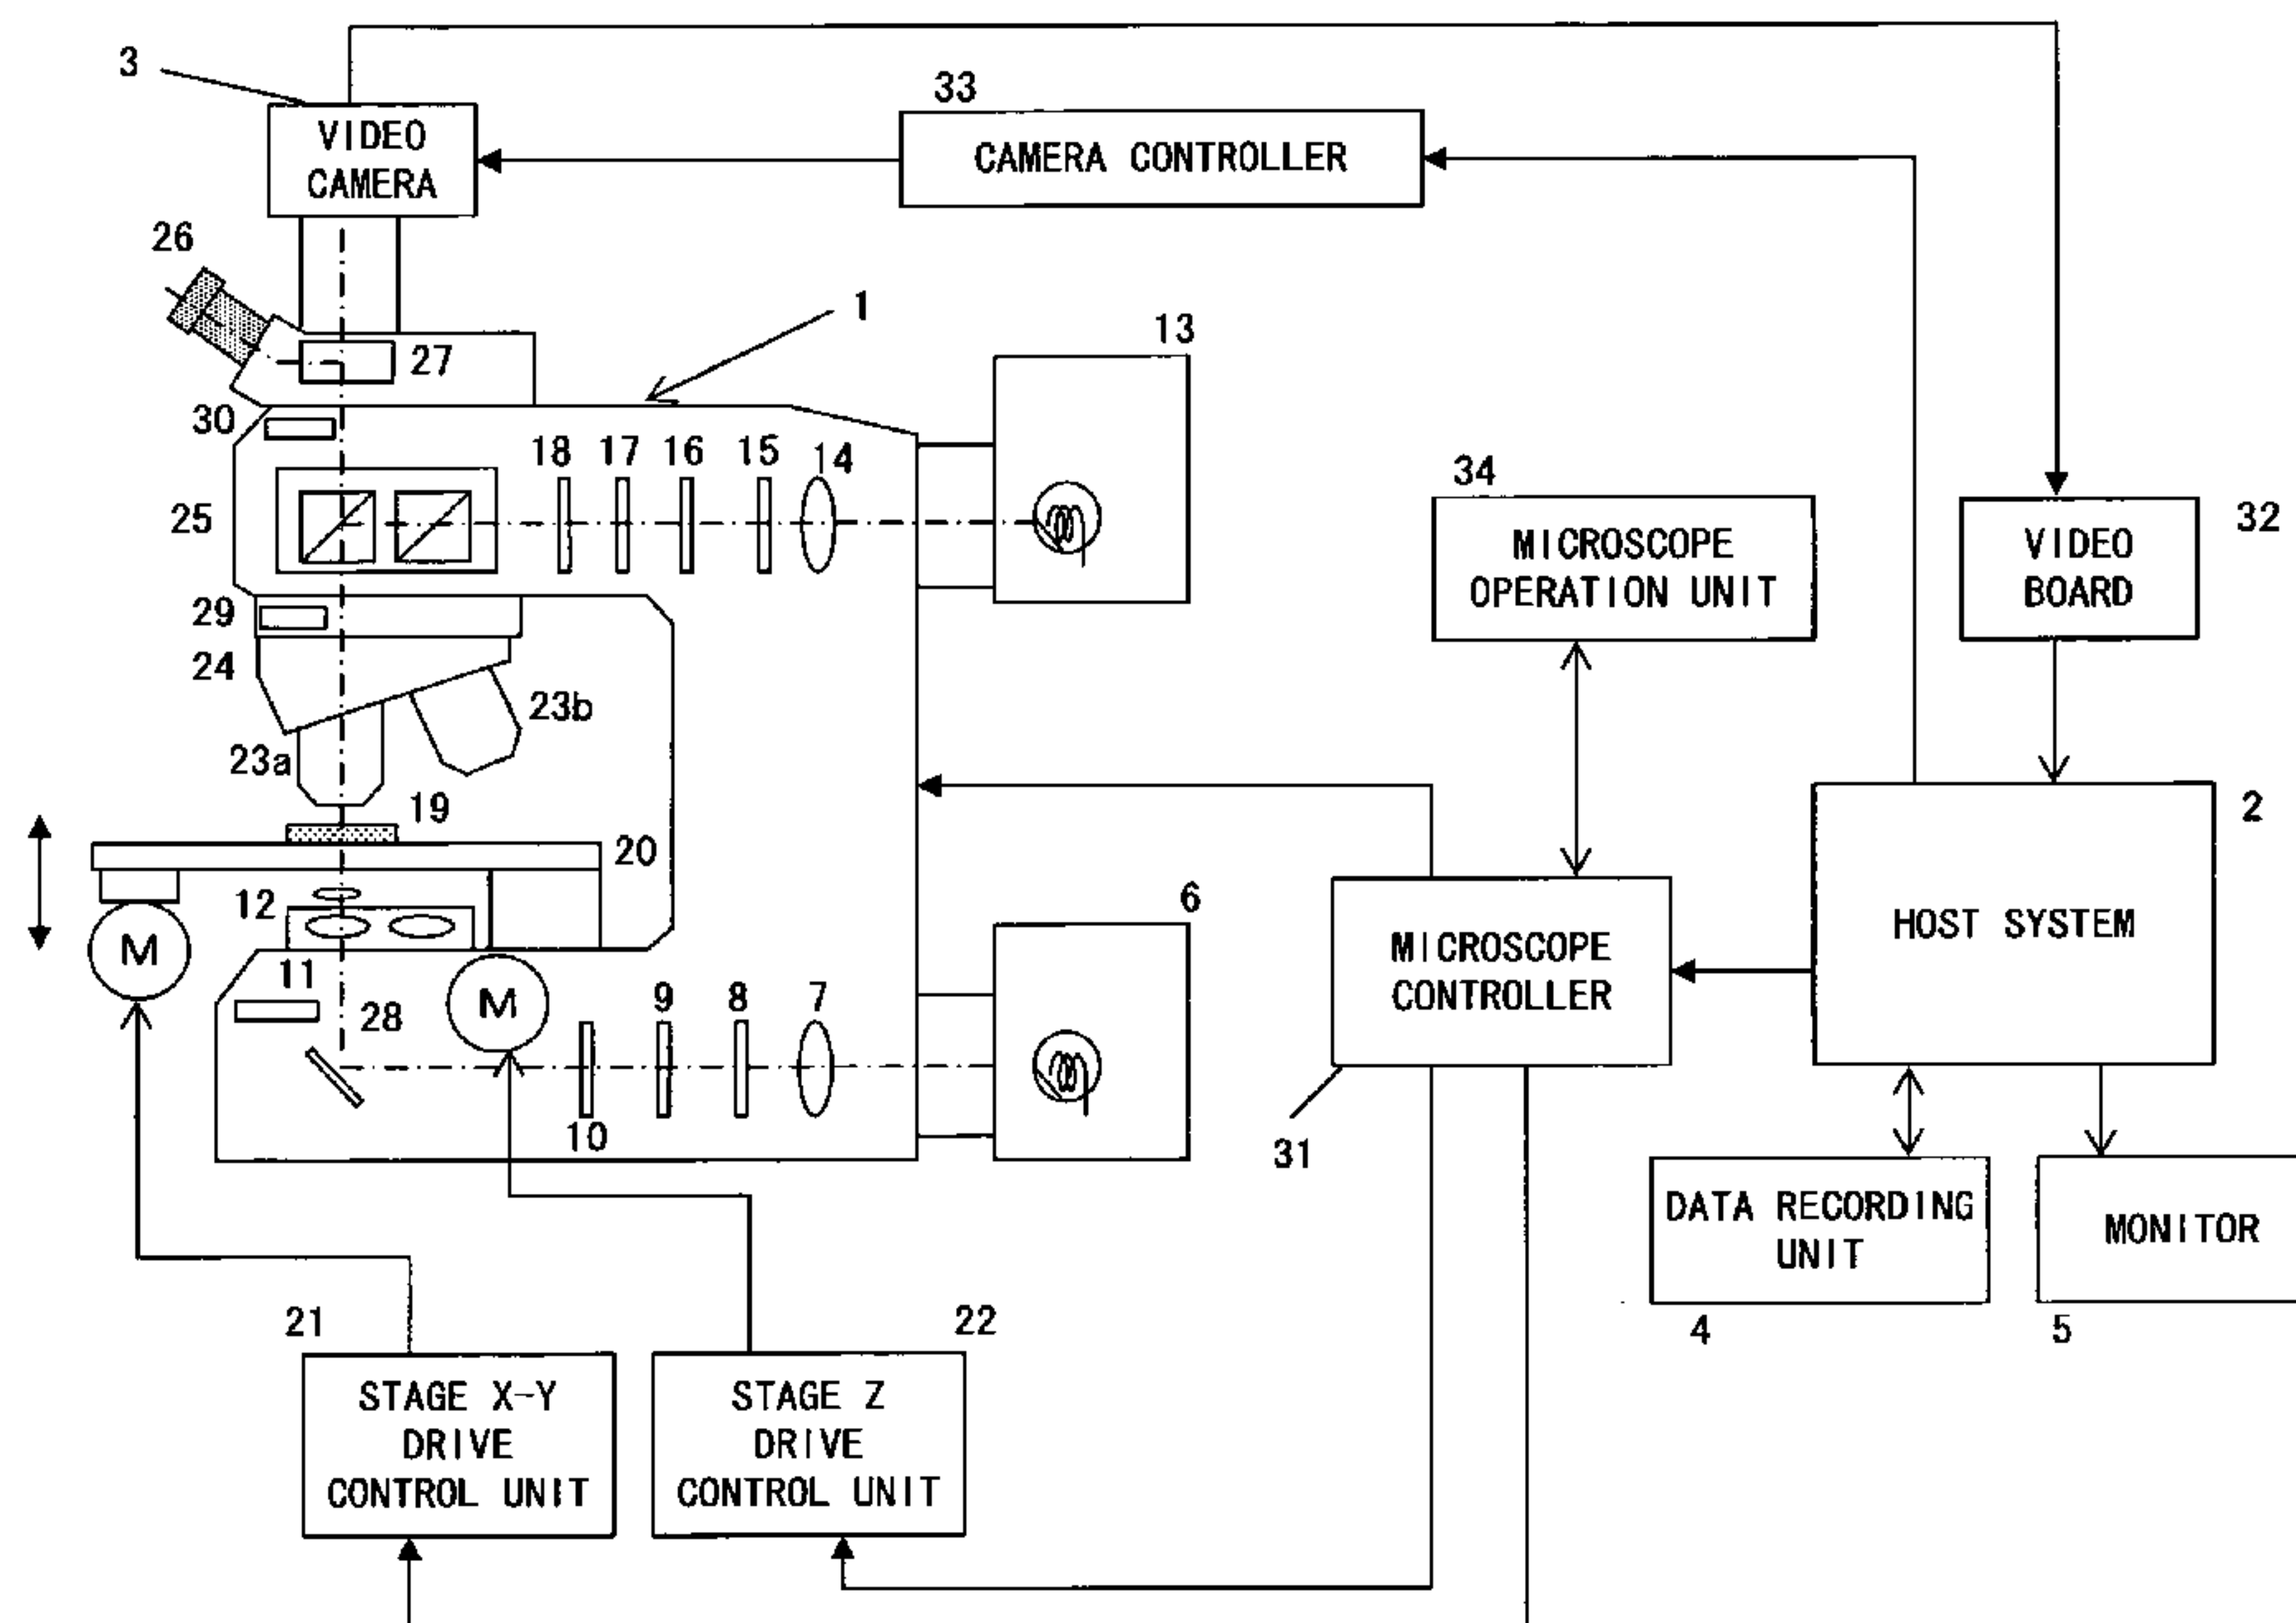 3
VIDEO
CAMERA
33
CAMERA CONTROLLER
26
1
13
27
30
18 17 16 15 14
34
25
MICROSCOPE
OPERATION UNIT
32
VIDEO
BOARD
29
24
23b
23a
19
2
20
12
6
HOST SYSTEM
M
MICROSCOPE
CONTROLLER
11
28
M
9 8 7
10
31
DATA RECORDING
UNIT
MONITOR
4
5
21
22
STAGE X-Y
DRIVE
CONTROL UNIT
STAGE Z
DRIVE
CONTROL UNIT